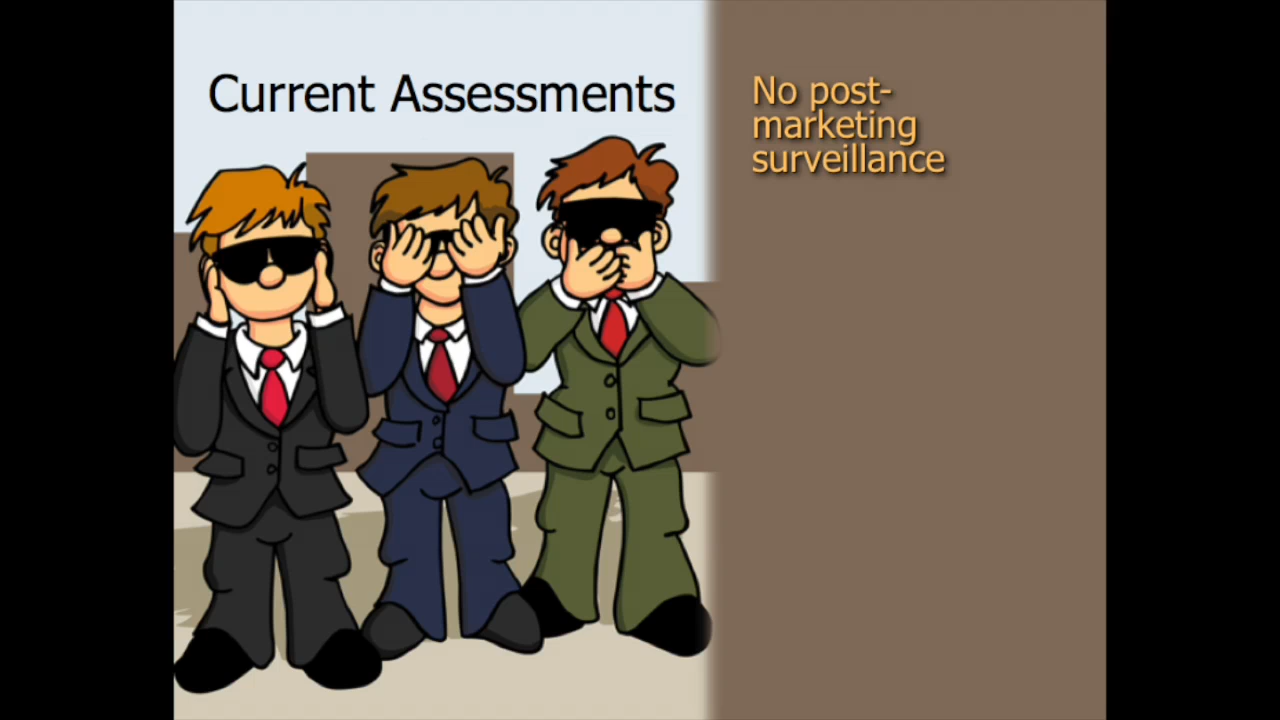 Current Assessments
No post-
marketing
surveillance